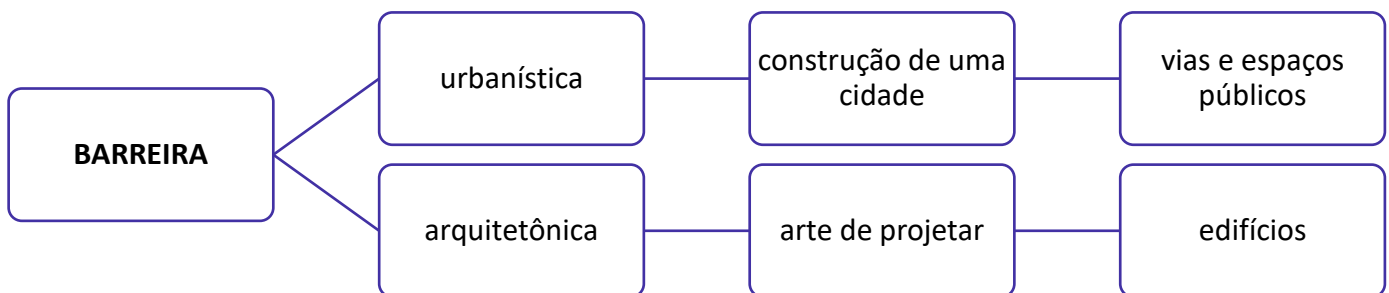 BARREIRA
urbanística
construção de uma
cidade
vias e espaços
públicos
arquitetônica
arte de projetar
edifícios